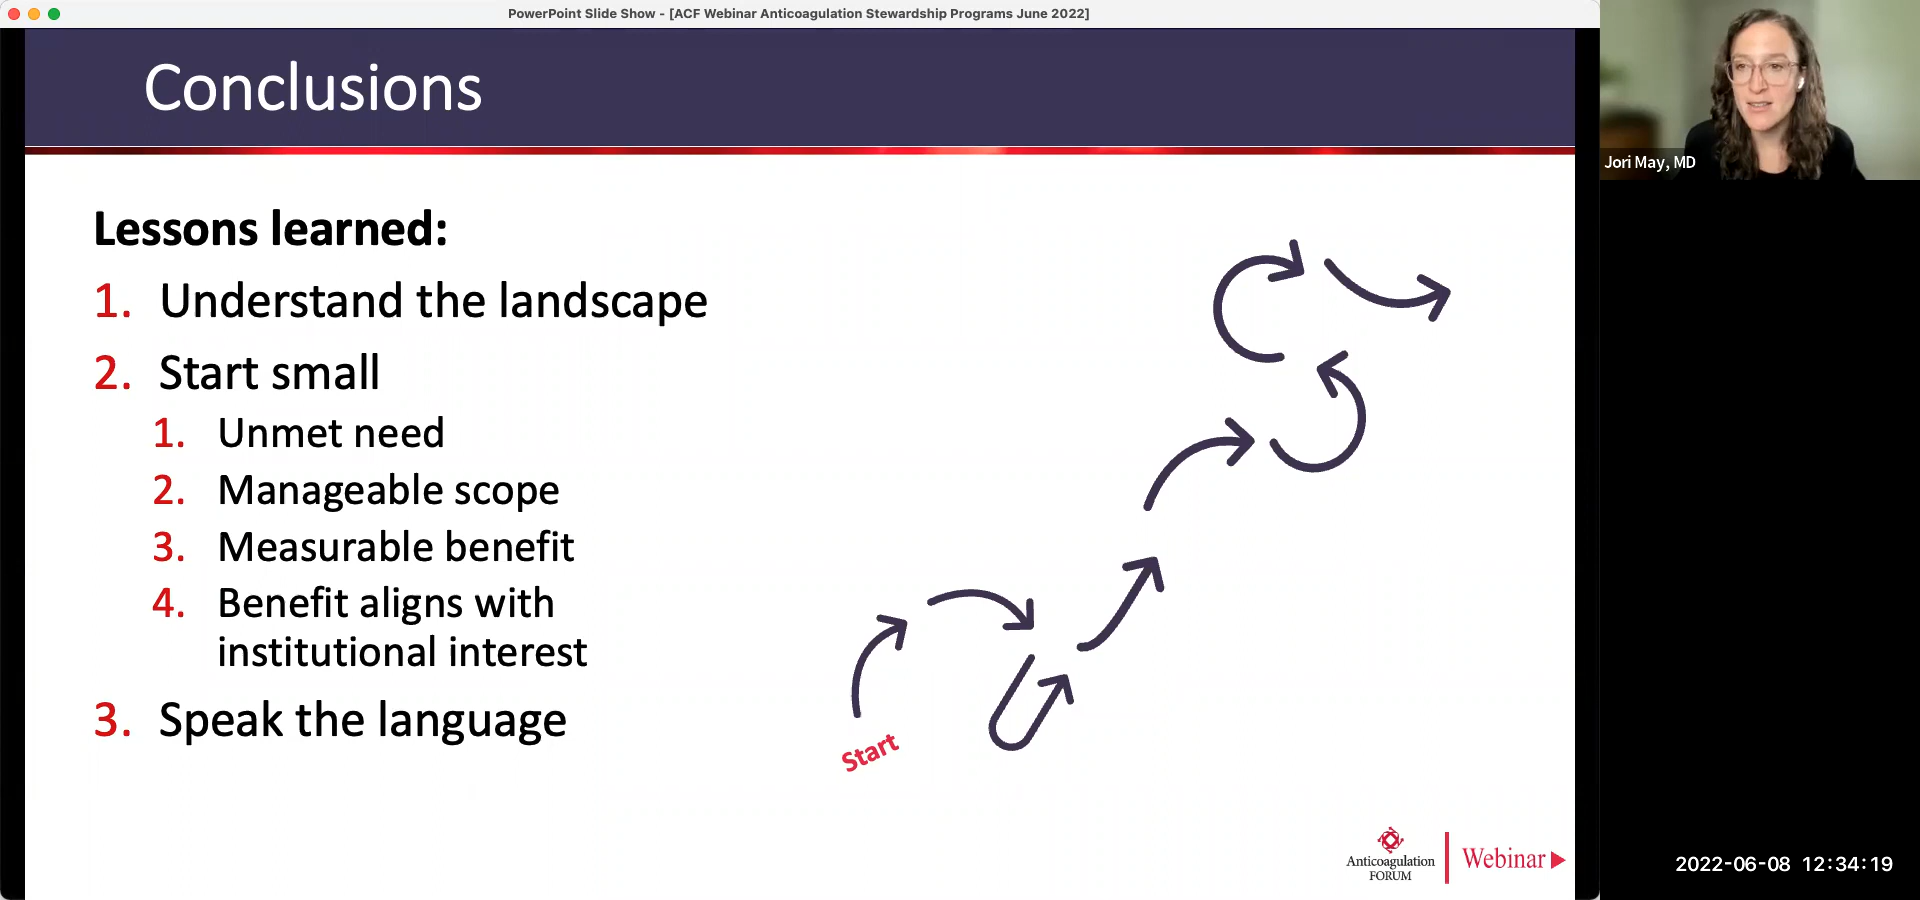 PowerPoint Slide Show - [ACF Webinar Anticoagulation Stewardship Programs June 2022]
Conclusions
Jori May, MD
Lessons learned:
1. Understand the landscape
2. Start small
1. Unmet need
2. Manageable scope
3. Measurable benefit
4. Benefit aligns with
institutional interest
3. Speak the language
Start
Anticoagulation
FORUM
Webinar
2022-06-08 12:34:19